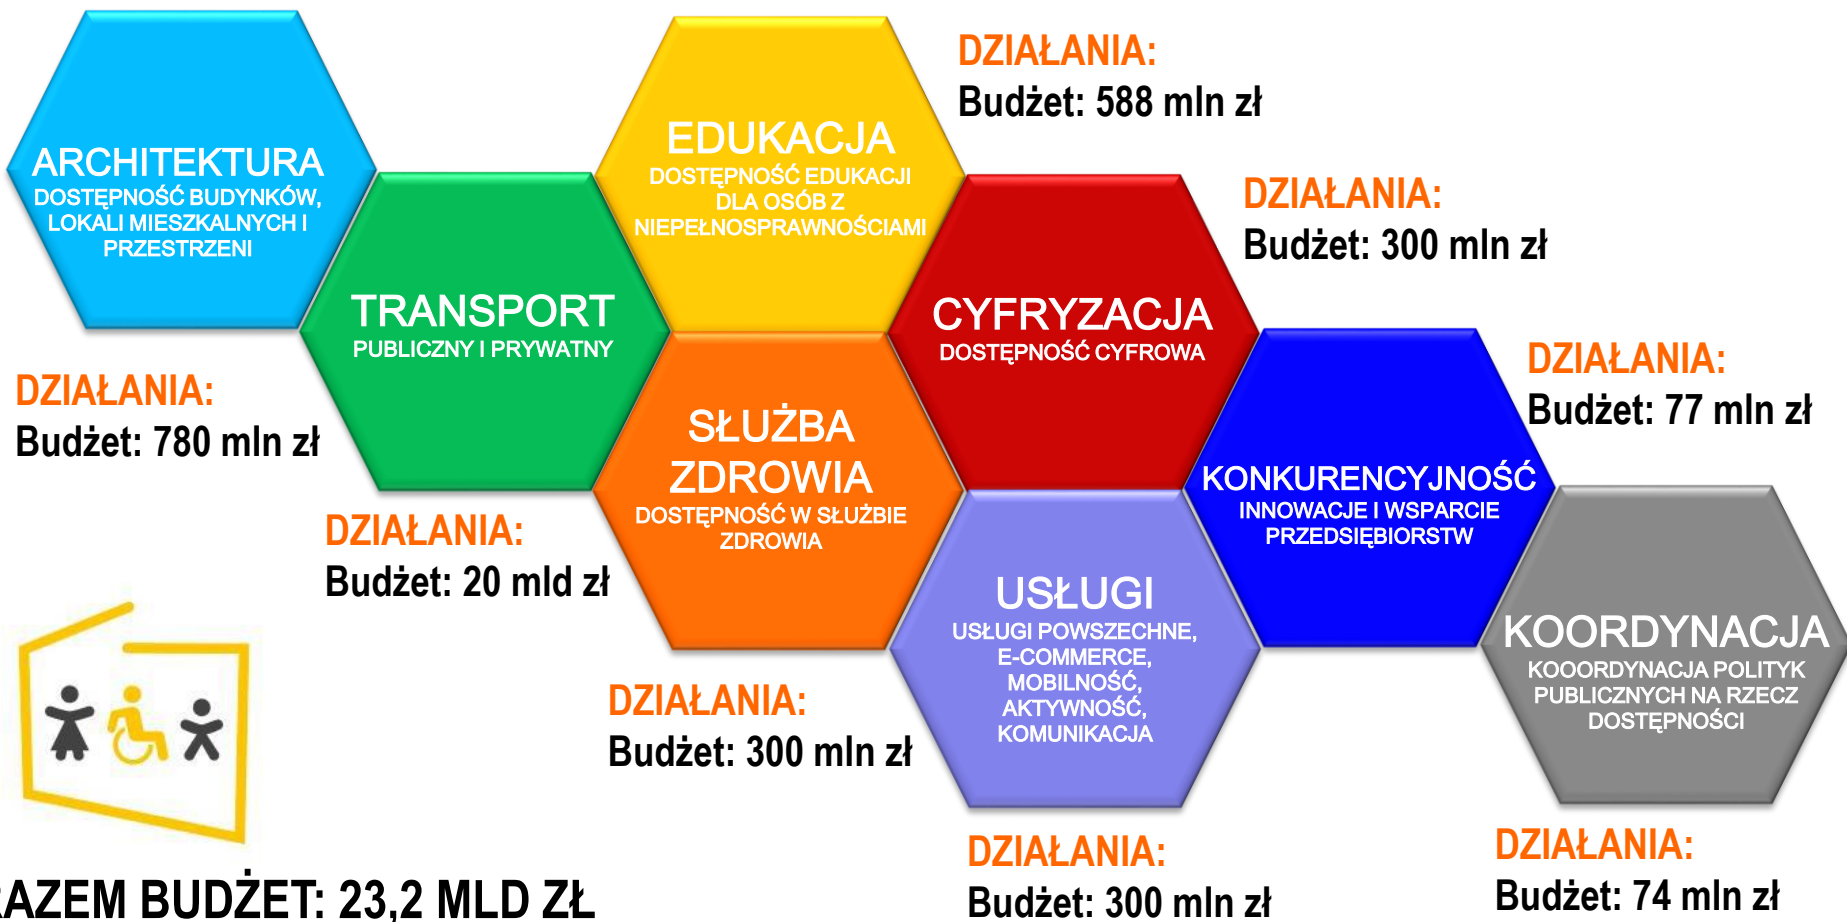 ARCHITEKTURA
DOSTĘPNOŚĆ BUDYNKÓW,
LOKALI MIESZKALNYCH I
PRZESTRZENI
DZIAŁANIA:
Budżet: 780 mln zł
TRANSPORT
PUBLICZNY I PRYWATNY
DZIAŁANIA:
Budżet: 20 mld zł
EDUKACJA
DOSTĘPNOŚĆ EDUKACJI
DLA OSÓB Z
NIEPEŁNOSPRAWNOŚCIAMI
DZIAŁANIA:
Budżet: 588 mln zł
SŁUŻBA
ZDROWIA
DOSTĘPNOŚĆ W SŁUŻBIE
ZDROWIA
DZIAŁANIA:
Budżet: 300 mln zł
CYFRYZACJA
DOSTĘPNOŚĆ CYFROWA
DZIAŁANIA:
Budżet: 300 mln zł
USŁUGI
USŁUGI POWSZECHNE,
E-COMMERCE,
MOBILNOŚĆ,
AKTYWNOŚĆ,
KOMUNIKACJA
DZIAŁANIA:
Budżet: 300 mln zł
KONKURENCYJNOŚĆ
INNOWACJE I WSPARCIE
PRZEDSIĘBIORSTW
DZIAŁANIA:
Budżet: 77 mln zł
KOORDYNACJA
KOOORDYNACJA POLITYK
PUBLICZNYCH NA RZECZ
DOSTĘPNOŚCI
DZIAŁANIA:
Budżet: 74 mln zł
RAZEM BUDŻET: 23,2 MLD ZŁ